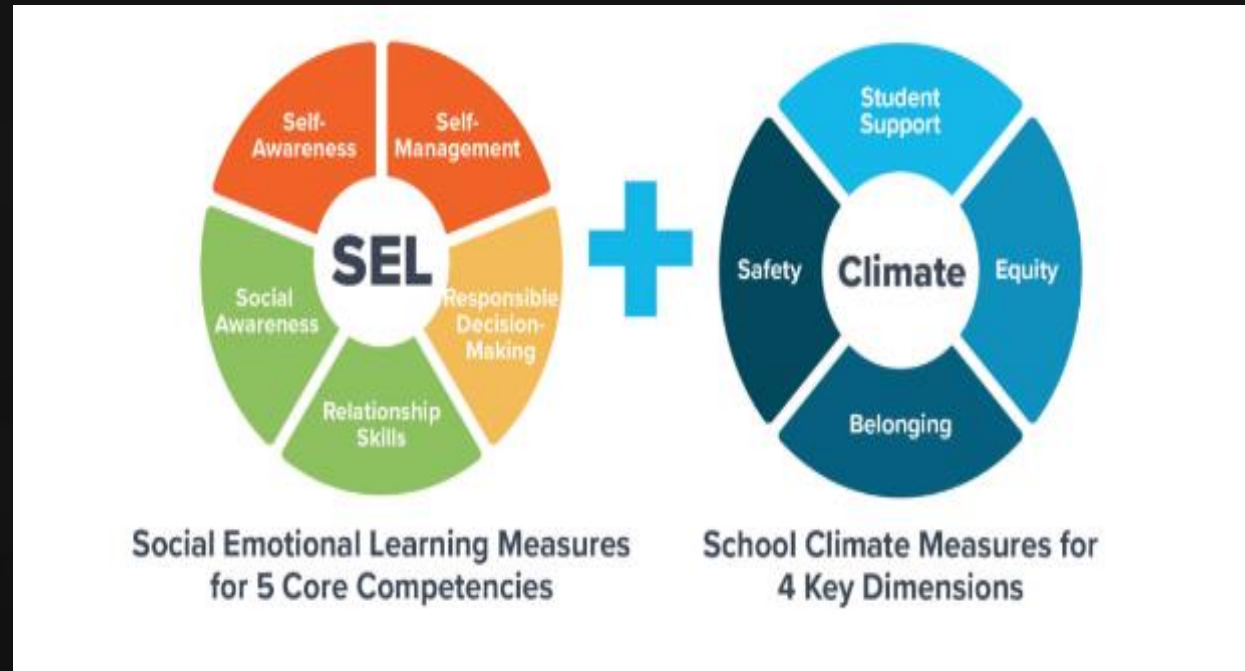 Self-
Awareness
Self-
Management
SEL
Social
Awareness
Responsible
Decision-
Making
Relationship
Skills
Social Emotional Learning Measures
for 5 Core Competencies
Student
Support
Safety
Climate
Equity
Belonging
School Climate Measures for
4 Key Dimensions